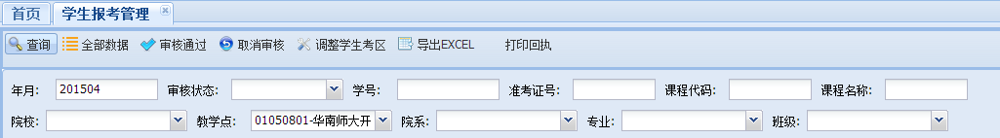 首页 学生报考管理
查询 全部数据 审核通过 取消审核 调整学生考区 导出EXCEL 打印回执
年月: 201504 审核状态: 学号: 准考证号: 课程代码: 课程名称:
院校: 教学点: 01050801-华南师大开 院系: 专业: 班级: